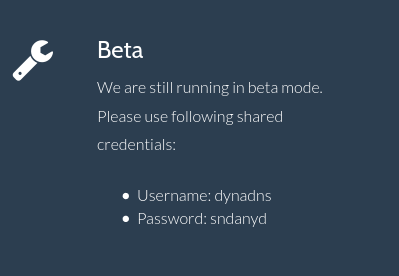 Beta
We are still running in beta mode.
Please use following shared
credentials:
• Username: dynadns
• Password: sndanyd